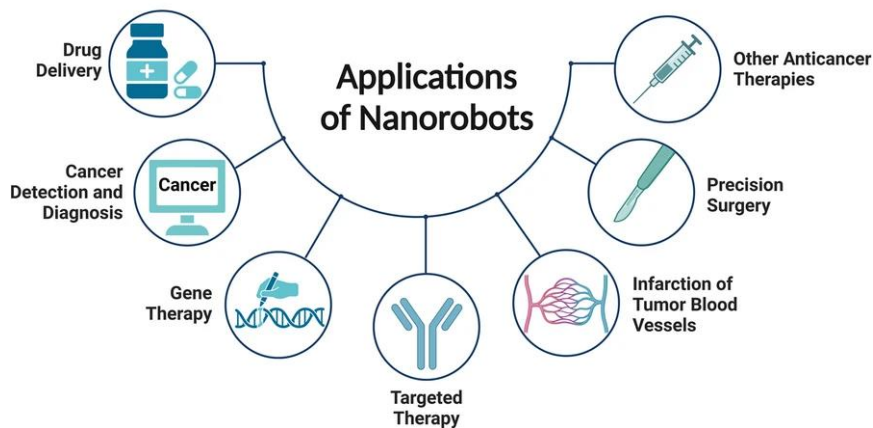 Applications
of Nanorobots
Drug
Delivery
Cancer
Detection and
Diagnosis
Cancer
Gene
Therapy
Targeted
Therapy
Infarction of
Tumor Blood
Vessels
Precision
Surgery
Other Anticancer
Therapies